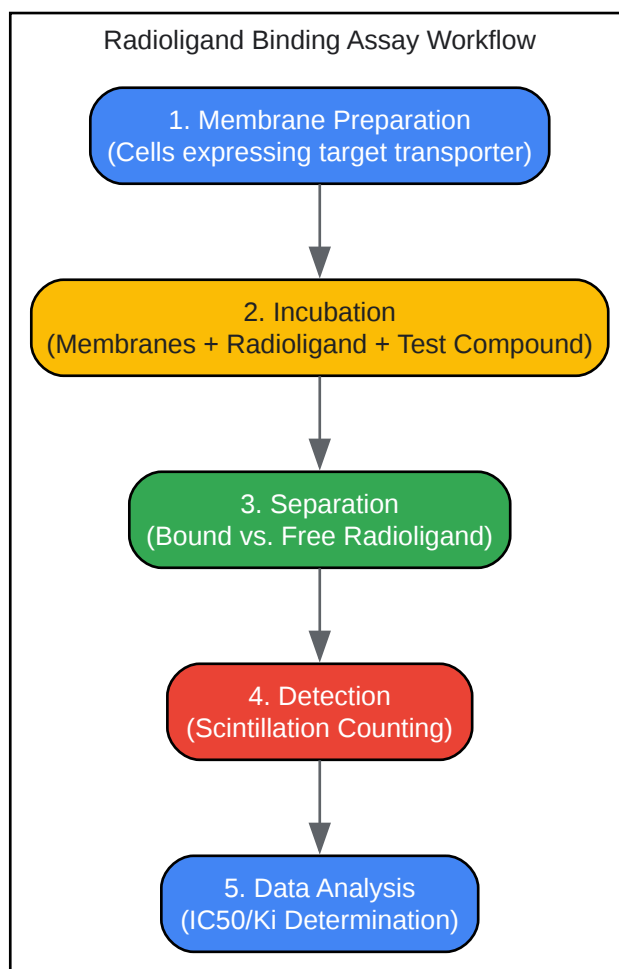 Radioligand Binding Assay Workflow
1. Membrane Preparation
(Cells expressing target transporter)
2. Incubation
(Membranes + Radioligand + Test Compound)
3. Separation
(Bound vs. Free Radioligand)
4. Detection
(Scintillation Counting)
5. Data Analysis
(IC50/Ki Determination)